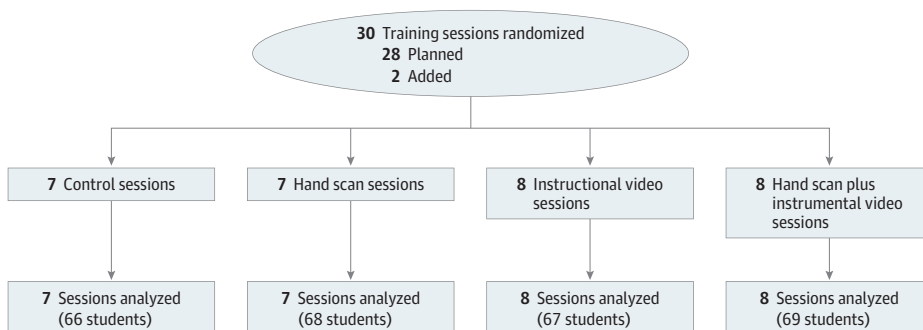 30 Training sessions randomized
28 Planned
2 Added
7 Control sessions
7 Hand scan sessions
8 Instructional video
sessions
8 Hand scan plus
instrumental video
sessions
7 Sessions analyzed
(66 students)
7 Sessions analyzed
(68 students)
8 Sessions analyzed
(67 students)
8 Sessions analyzed
(69 students)